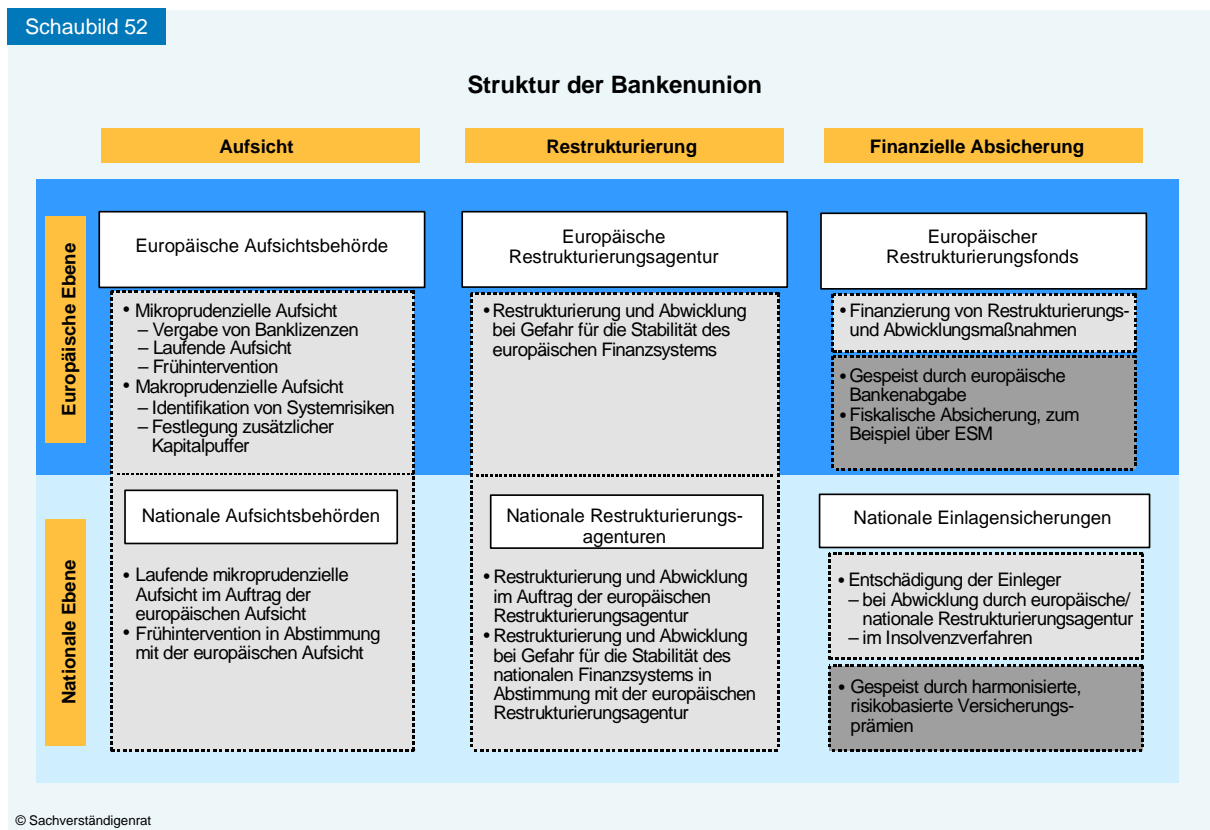 Schaubild 52
Struktur der Bankenunion
Aufsicht
Restrukturierung
Finanzielle Absicherung
Europäische Ebene
Europäische Aufsichtsbehörde
• Mikroprudenzielle Aufsicht
– Vergabe von Banklizenzen
– Laufende Aufsicht
– Frühintervention
• Makroprudenzielle Aufsicht
– Identifikation von Systemrisiken
– Festlegung zusätzlicher
Kapitalpuffer
Europäische
Restrukturierungsagentur
• Restrukturierung und Abwicklung
bei Gefahr für die Stabilität des
europäischen Finanzsystems
Europäischer
Restrukturierungsfonds
• Finanzierung von Restrukturierungs-
und Abwicklungsmaßnahmen
• Gespeist durch europäische
Bankenabgabe
• Fiskalische Absicherung, zum
Beispiel über ESM
Nationale Ebene
Nationale Aufsichtsbehörden
• Laufende mikroprudenzielle
Aufsicht im Auftrag der
europäischen Aufsicht
• Frühintervention in Abstimmung
mit der europäischen Aufsicht
Nationale Restrukturierungs-
agenturen
• Restrukturierung und Abwicklung
im Auftrag der europäischen
Restrukturierungsagentur
• Restrukturierung und Abwicklung
bei Gefahr für die Stabilität des
nationalen Finanzsystems in
Abstimmung mit der europäischen
Restrukturierungsagentur
Nationale Einlagensicherungen
• Entschädigung der Einleger
– bei Abwicklung durch europäische/
nationale Restrukturierungsagentur
– im Insolvenzverfahren
• Gespeist durch harmonisierte,
risikobasierte Versicherungs-
prämien
© Sachverständigenrat